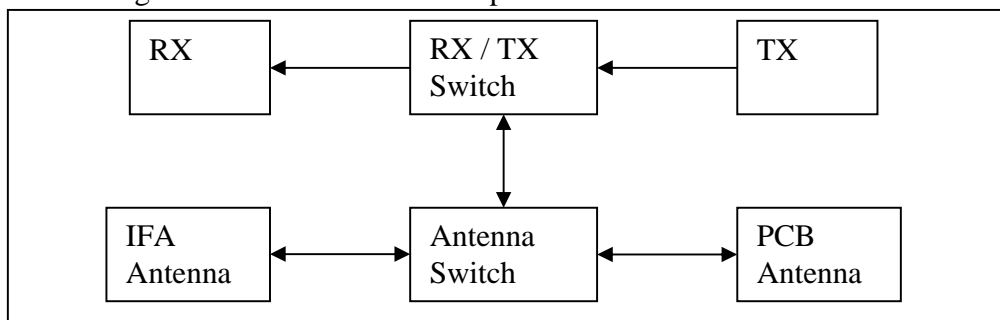 RX
RX / TX
Switch
TX
IFA
Antenna
Antenna
Switch
PCB
Antenna